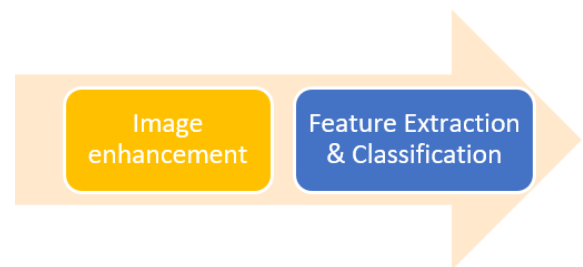 Image
enhancement
Feature Extraction
& Classification